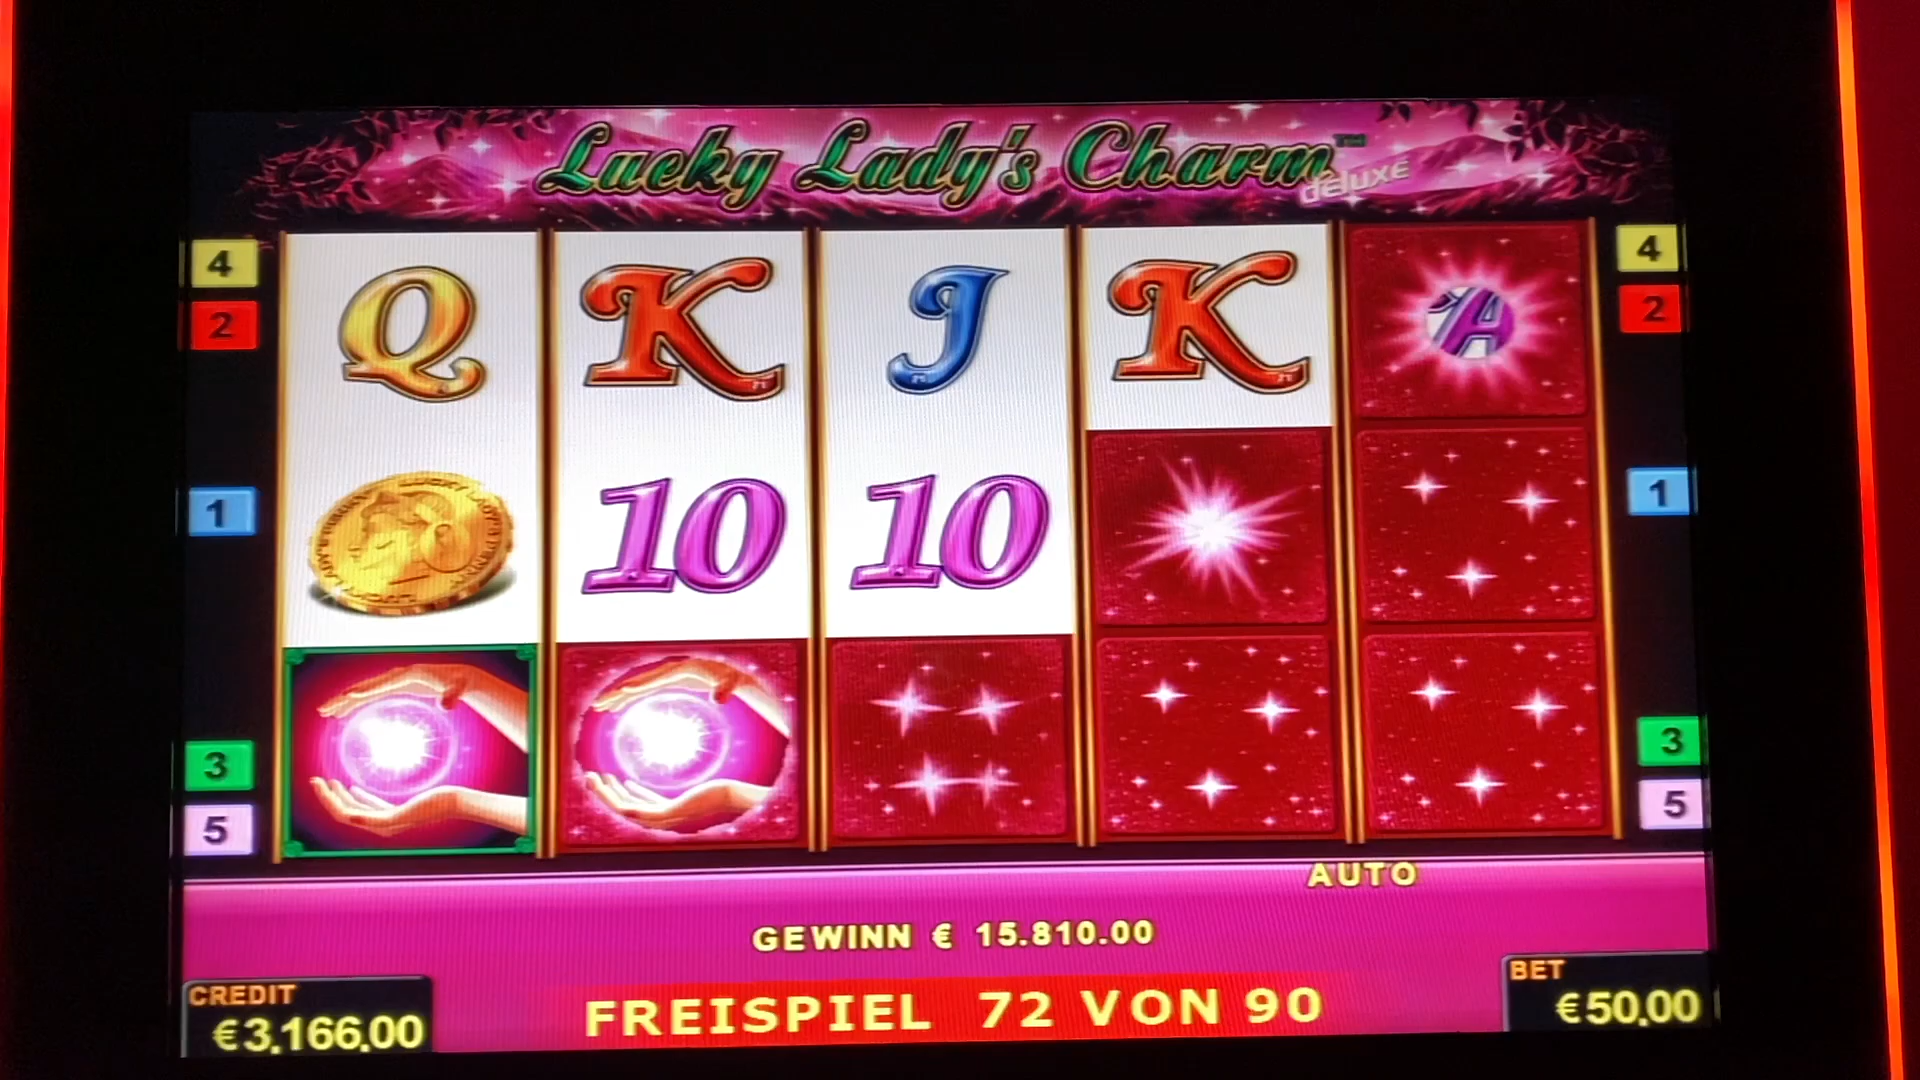 Lucky Lady's Charm™
deluxe
4 Q K J K A 4
2 2
1 10 10 1
3 3
5 5
AUTO
GEWINN € 15.810.00
CREDIT
€3,166,00
FREISPIEL 72 VON 90
BET
€50,00